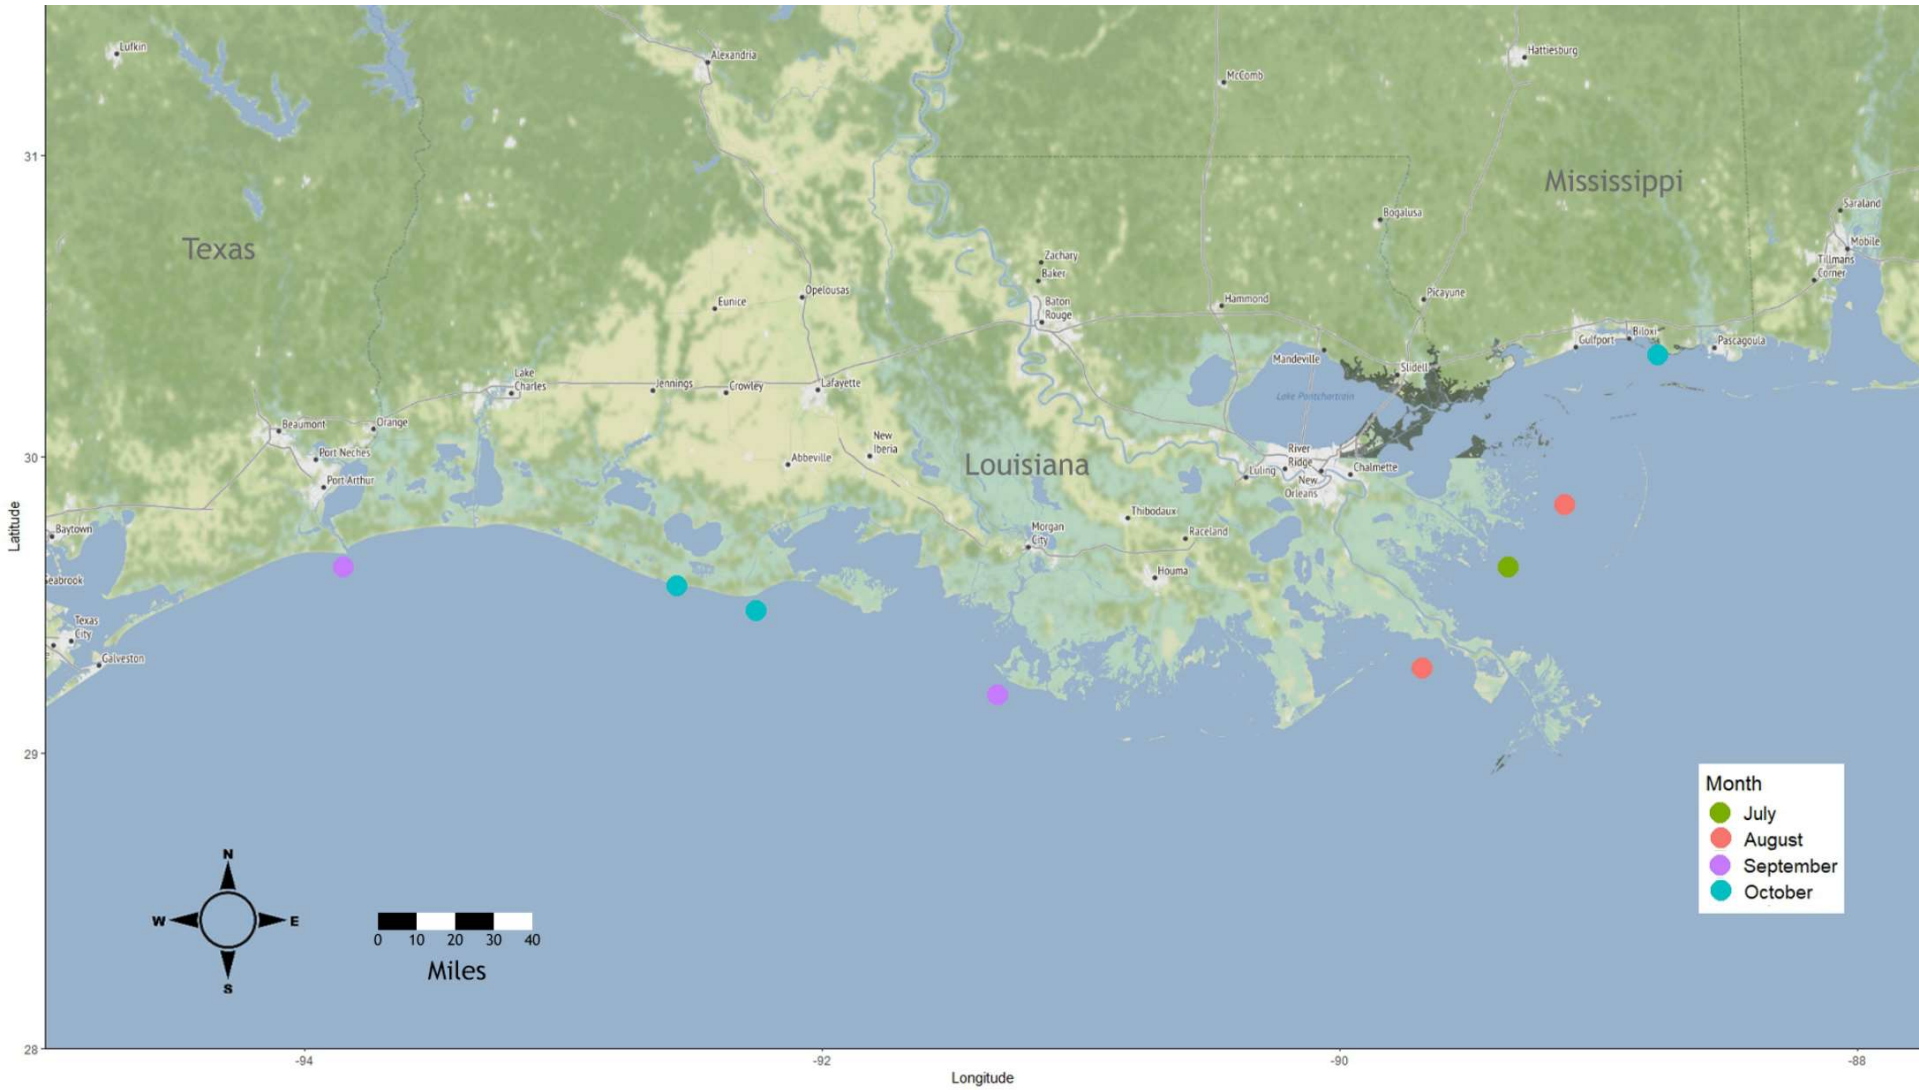 Lufkin
Alexandria
McComb
Hattiesburg
31
Mississippi
Saraland
Bogalusa
Texas
Mobile
Zachary
Tillmans
Corner
Baker
Opelousas
Eunice
Baton
Rouge
Hammond
Picayune
Biloxi
Gulfport
Pascagoula
Mandeville
Slidell
Lake
Charles
Jennings
Crowley
Lafayette
Lake Pontchartrain
Beaumont
Orange
New
Iberia
Port Neches
Abbeville
30
Louisiana
River
Ridge
Luling
Chalmette
New
Orleans
Port Arthur
Thibodaux
Baytown
Morgan
City
Raceland
Latitude
eabrook
Houma
Texas
City
Galveston
29
Month
July
August
September
October
N
W
E
S
0 10 20 30 40
Miles
28
-94
-92
-90
-88
Longitude